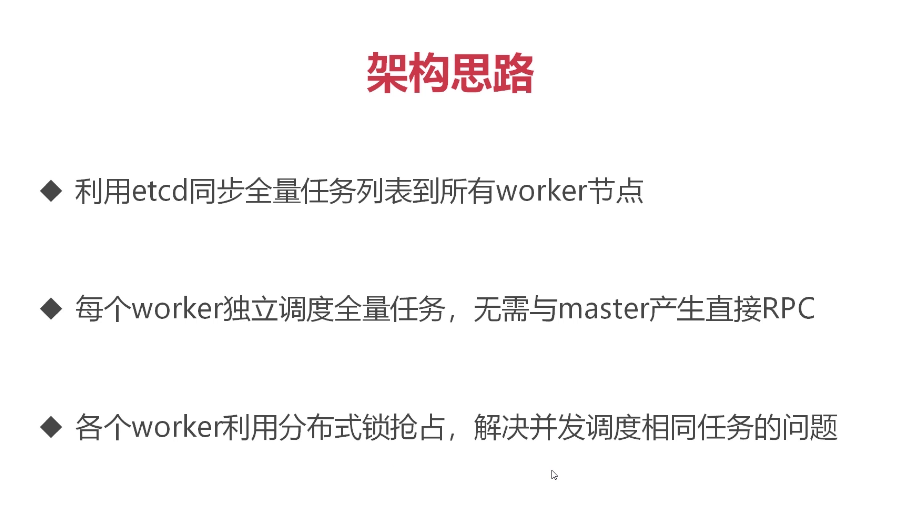 架构思路
◆ 利用etcd同步全量任务列表到所有worker节点
◆ 每个worker独立调度全量任务，无需与master产生直接RPC
◆ 各个worker利用分布式锁抢占，解决并发调度相同任务的问题